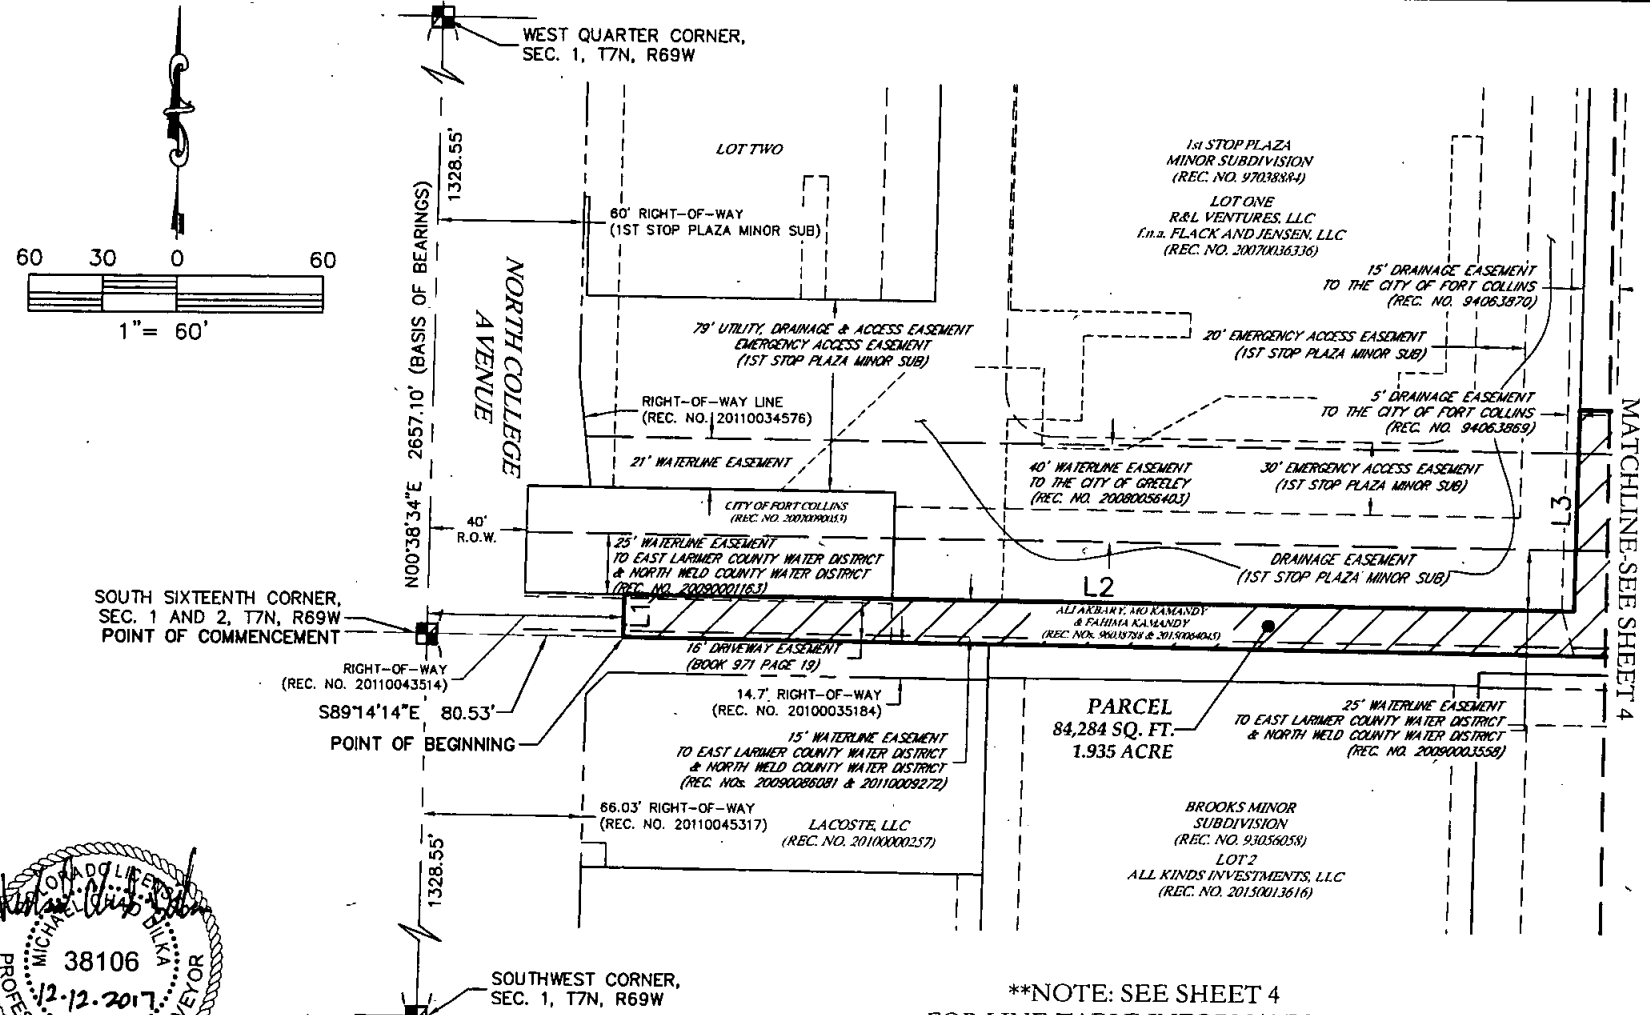 WEST QUARTER CORNER,
SEC. 1, T7N, R69W
1328.55'
N00°38'34"E 2657.10' (BASIS OF BEARINGS)
60 30 0 60
1"= 60'
NORTH COLLEGE
AVENUE
LOT TWO
60' RIGHT-OF-WAY
(1ST STOP PLAZA MINOR SUB)
1st STOP PLAZA
MINOR SUBDIVISION
(REC. NO. 97038884)
LOT ONE
R&L VENTURES, LLC
f.n.a. FLACK AND JENSEN, LLC
(REC. NO. 20070036336)
15' DRAINAGE EASEMENT
TO THE CITY OF FORT COLLINS
(REC. NO. 94063870)
79' UTILITY, DRAINAGE & ACCESS EASEMENT
EMERGENCY ACCESS EASEMENT
(1ST STOP PLAZA MINOR SUB)
20' EMERGENCY ACCESS EASEMENT
(1ST STOP PLAZA MINOR SUB)
RIGHT-OF-WAY LINE
(REC. NO. 20110034576)
5' DRAINAGE EASEMENT
TO THE CITY OF FORT COLLINS
(REC. NO. 94063869)
MATCHLINE-SEE SHEET 4
21' WATERLINE EASEMENT
40' WATERLINE EASEMENT
TO THE CITY OF GREELEY
(REC. NO. 20080056403)
30' EMERGENCY ACCESS EASEMENT
(1ST STOP PLAZA MINOR SUB)
CITY OF FORT COLLINS
(REC. NO. 20070090053)
L3
40'
R.O.W.
25' WATERLINE EASEMENT
TO EAST LARIMER COUNTY WATER DISTRICT
& NORTH WELD COUNTY WATER DISTRICT
(REC. NO. 20090001163)
DRAINAGE EASEMENT
(1ST STOP PLAZA MINOR SUB)
L2
L1
SOUTH SIXTEENTH CORNER,
SEC. 1 AND 2, T7N, R69W
POINT OF COMMENCEMENT
ALI AKBARY, MO KAMANDY
& FAHIMA KAMANDY
(REC. NOs. 96038788 & 20150064045)
RIGHT-OF-WAY
(REC. NO. 20110043514)
16' DRIVEWAY EASEMENT
(BOOK 971 PAGE 19)
S89°14'14"E 80.53'
14.7' RIGHT-OF-WAY
(REC. NO. 20100035184)
POINT OF BEGINNING
PARCEL
84,284 SQ. FT.
1.935 ACRE
25' WATERLINE EASEMENT
TO EAST LARIMER COUNTY WATER DISTRICT
& NORTH WELD COUNTY WATER DISTRICT
(REC. NO. 20090003558)
15' WATERLINE EASEMENT
TO EAST LARIMER COUNTY WATER DISTRICT
& NORTH WELD COUNTY WATER DISTRICT
(REC. NOs. 20090086081 & 20110009272)
66.03' RIGHT-OF-WAY
(REC. NO. 20110045317)
LACOSTE, LLC
(REC. NO. 20100000257)
BROOKS MINOR
SUBDIVISION
(REC. NO. 93056058)
LOT 2
ALL KINDS INVESTMENTS, LLC
(REC. NO. 20150013616)
1328.55'
MICHAEL CHAD DILKA
38106
12-12-2017
SOUTHWEST CORNER,
SEC. 1, T7N, R69W
**NOTE: SEE SHEET 4